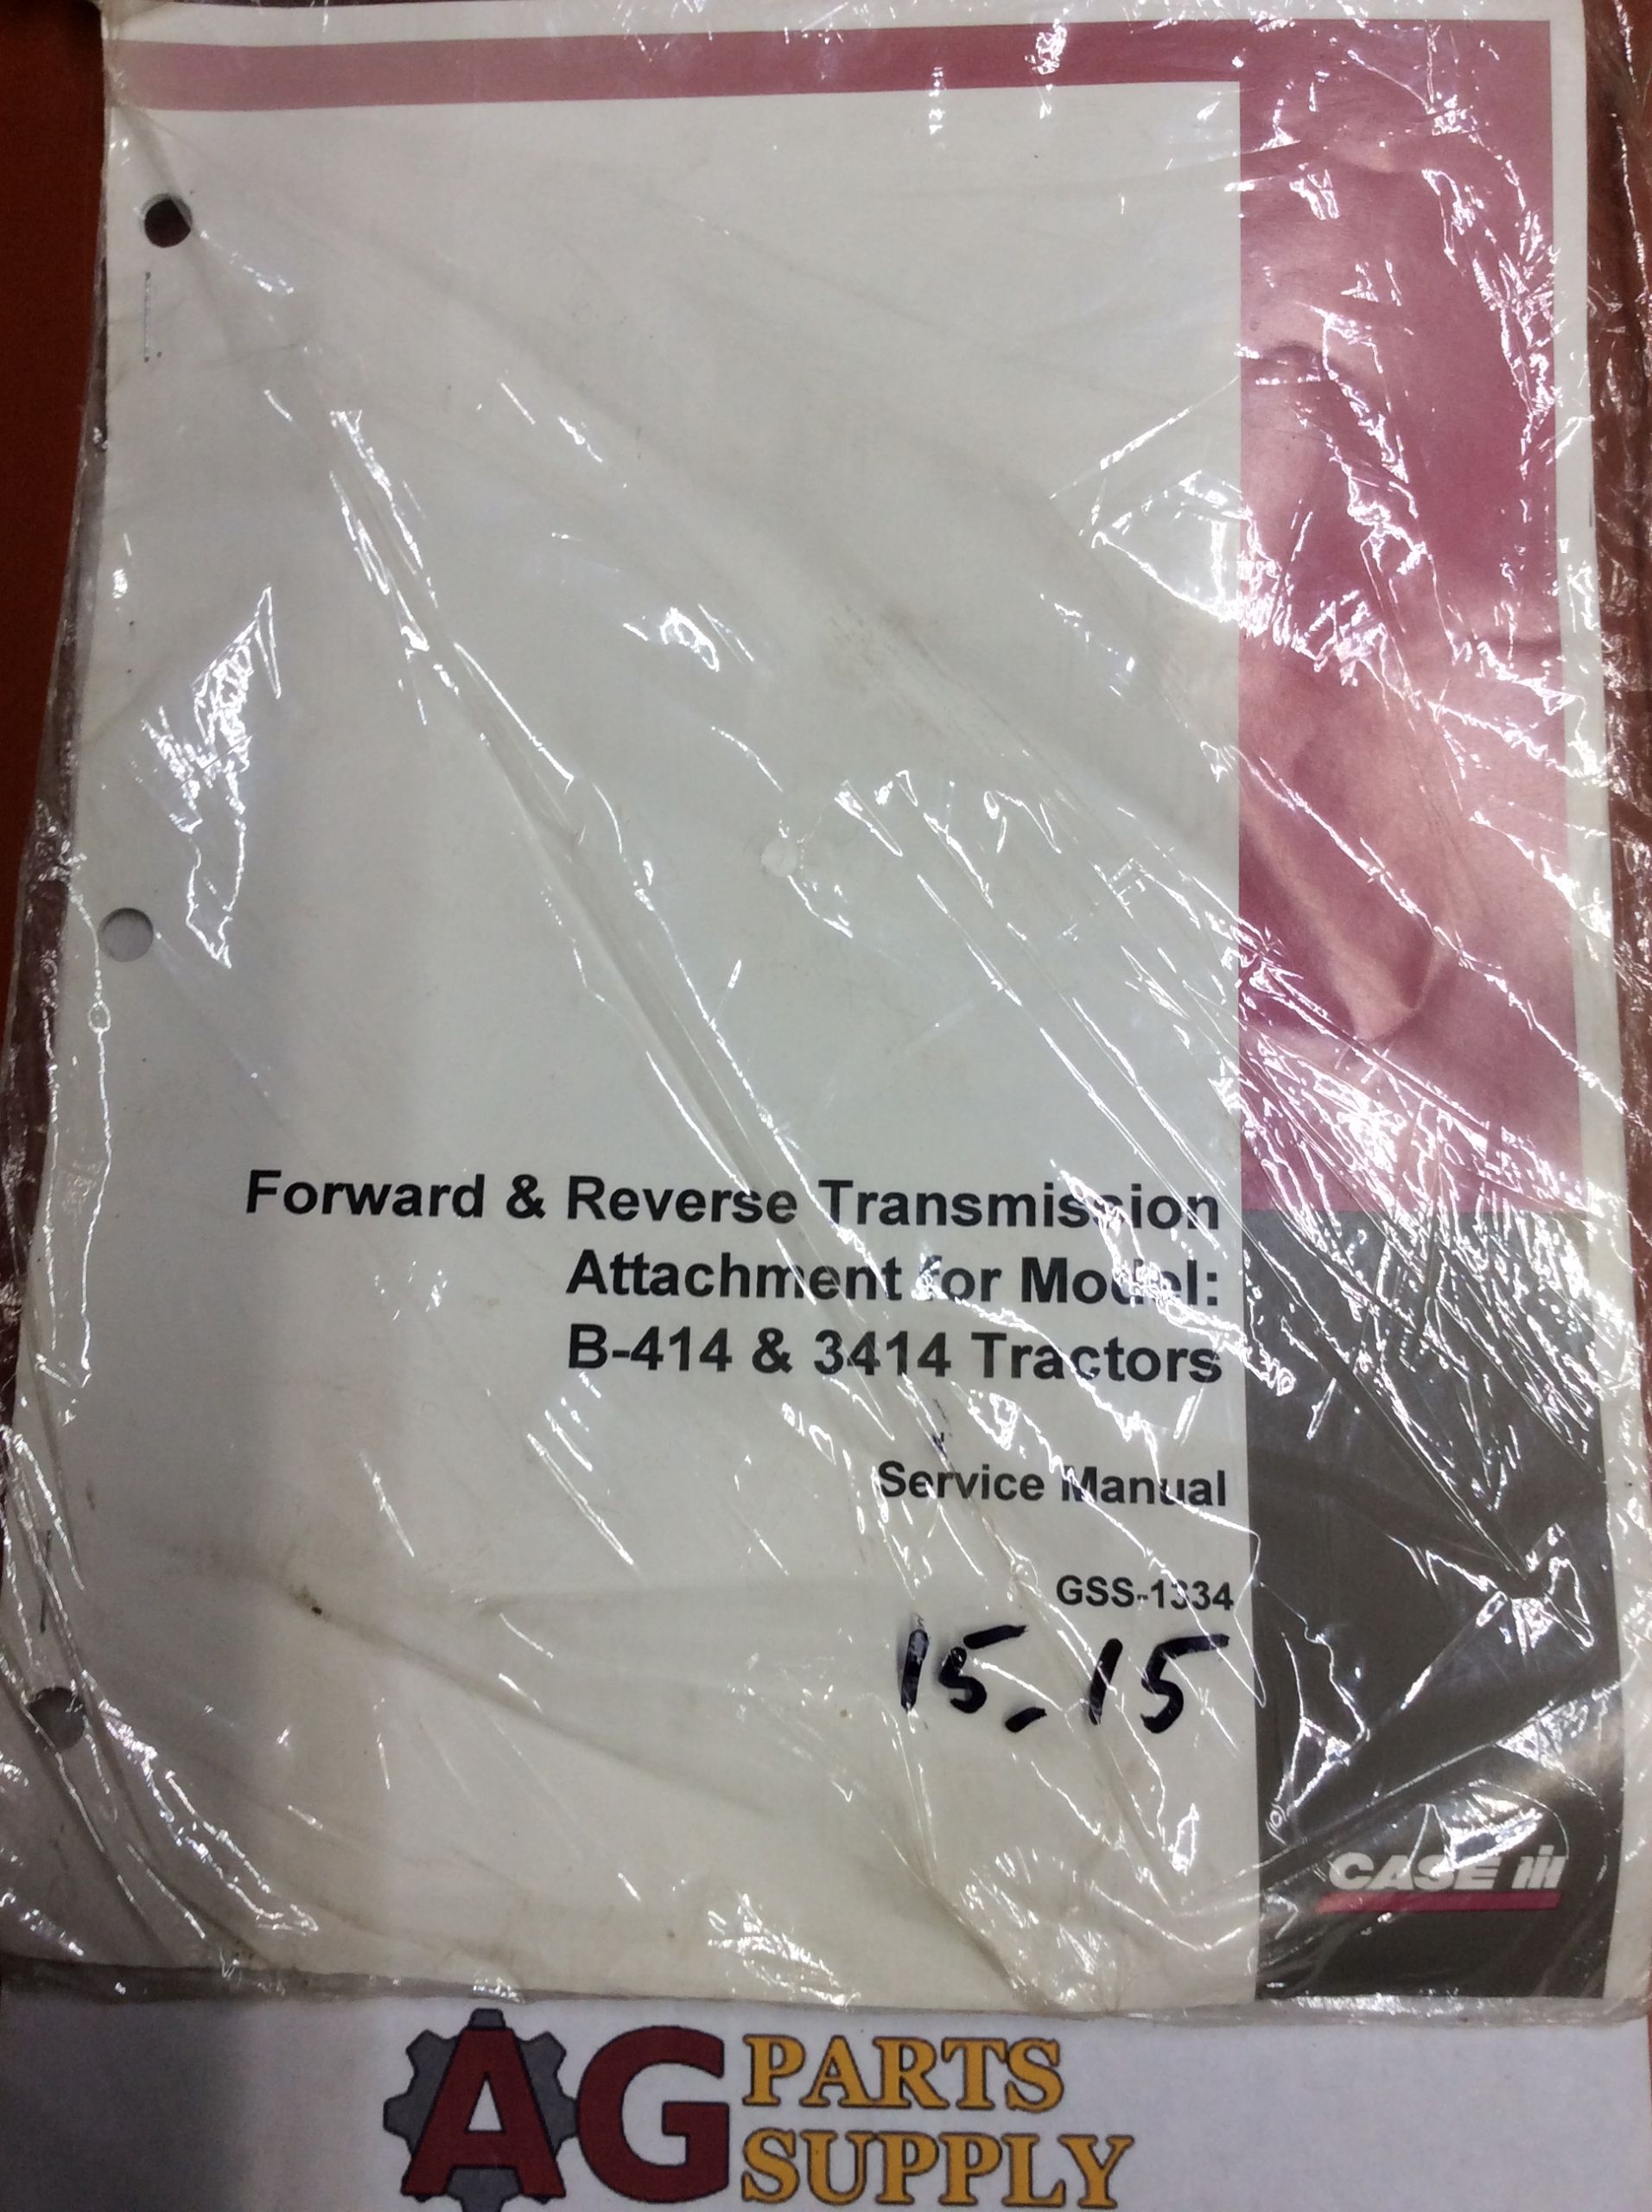 Forward & Reverse Transmission
Attachment for Model:
B-414 & 3414 Tractors
Service Manual
GSS-1334
15-15
CASE IH
AG PARTS
SUPPLY